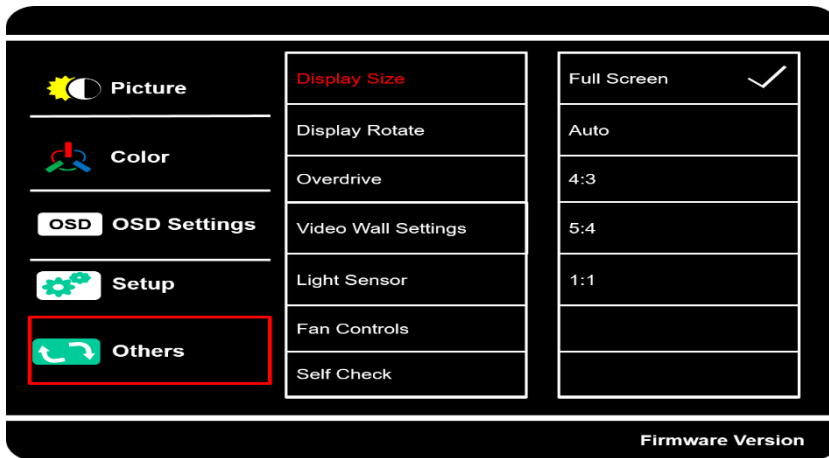 Picture
Color
OSD OSD Settings
Setup
Others
Display Size
Display Rotate
Overdrive
Video Wall Settings
Light Sensor
Fan Controls
Self Check
Full Screen
Auto
4:3
5:4
1:1
Firmware Version